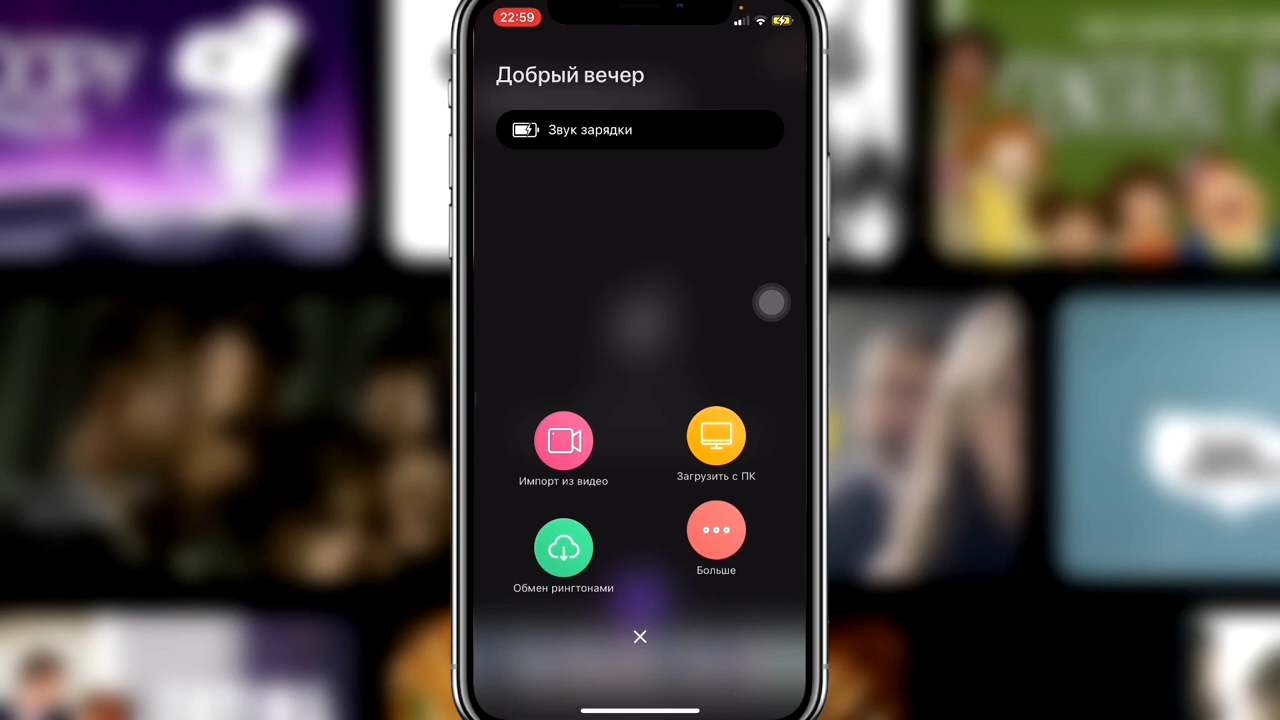 22:59
Добрый вечер
Звук зарядки
Импорт из видео
Загрузить с ПК
Обмен рингтонами
Больше